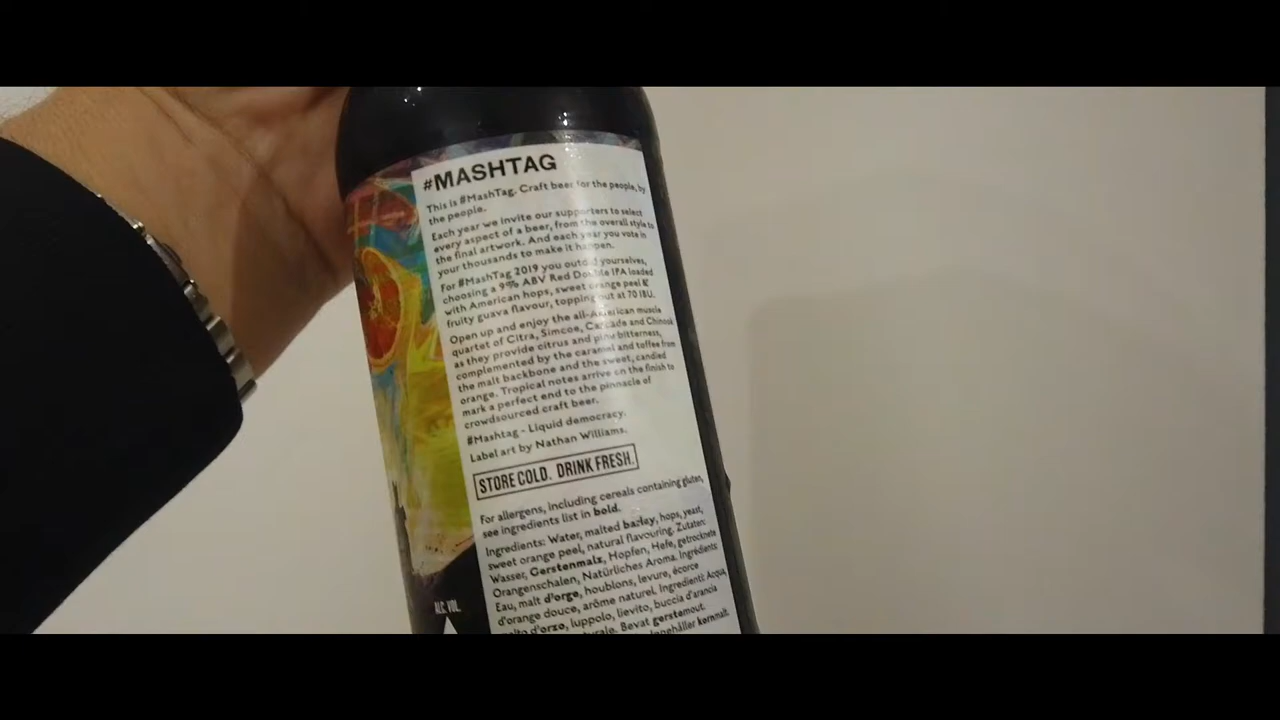 #MASHTAG
This is #MashTag. Craft beer for the people, by
the people.
Each year we invite our supporters to select
every aspect of a beer, from the overall style to
the final artwork. And each year you vote in
your thousands to make it happen.
For #MashTag 2019 you outdid yourselves,
choosing a 9% ABV Red Double IPA loaded
with American hops, sweet orange peel &
fruity guava flavour, topping out at 70 IBU.
Open up and enjoy the all-American muscle
quartet of Citra, Simcoe, Cascade and Chinook
as they provide citrus and pine bitterness,
complemented by the caramel and toffee from
the malt backbone and the sweet, candied
orange. Tropical notes arrive on the finish to
mark a perfect end to the pinnacle of
crowdsourced craft beer.
#Mashtag - Liquid democracy.
Label art by Nathan Williams.
STORE COLD. DRINK FRESH.
For allergens, including cereals containing gluten,
see ingredients list in bold.
Ingredients: Water, malted barley, hops, yeast,
sweet orange peel, natural flavouring. Zutaten:
Wasser, Gerstenmalz, Hopfen, Hefe, getrocknete
Orangenschalen, Natürliches Aroma. Ingrédients:
Eau, malt d'orge, houblons, levure, écorce
d'orange douce, arôme naturel. Ingredienti: Acqua,
malto d'orzo, luppolo, lievito, buccia d'arancia
Bevat gerstemout.
Innehåller kornmalt.
ALC. VOL.